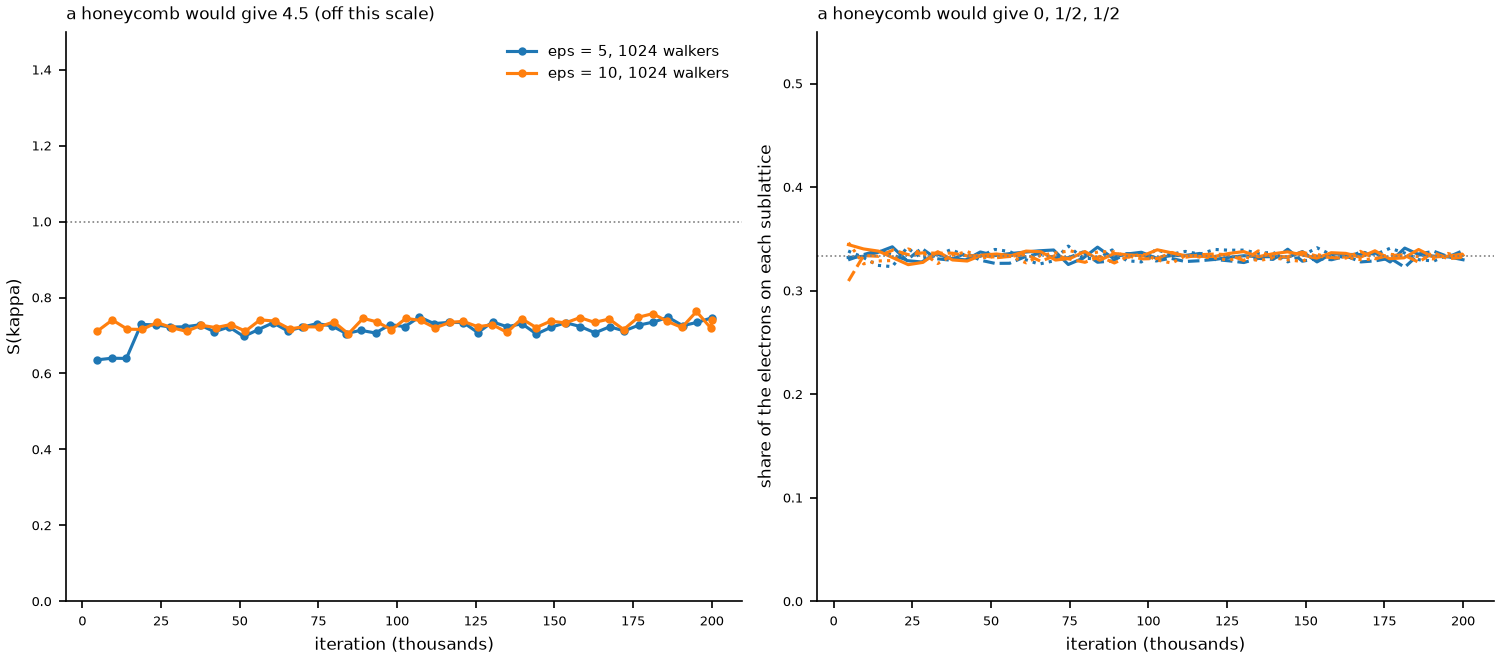 a honeycomb would give 4.5 (off this scale)
eps = 5, 1024 walkers
eps = 10, 1024 walkers
S(kappa)
1.4
1.2
1.0
0.8
0.6
0.4
0.2
0.0
0 25 50 75 100 125 150 175 200
iteration (thousands)
a honeycomb would give 0, 1/2, 1/2
share of the electrons on each sublattice
0.5
0.4
0.3
0.2
0.1
0.0
0 25 50 75 100 125 150 175 200
iteration (thousands)